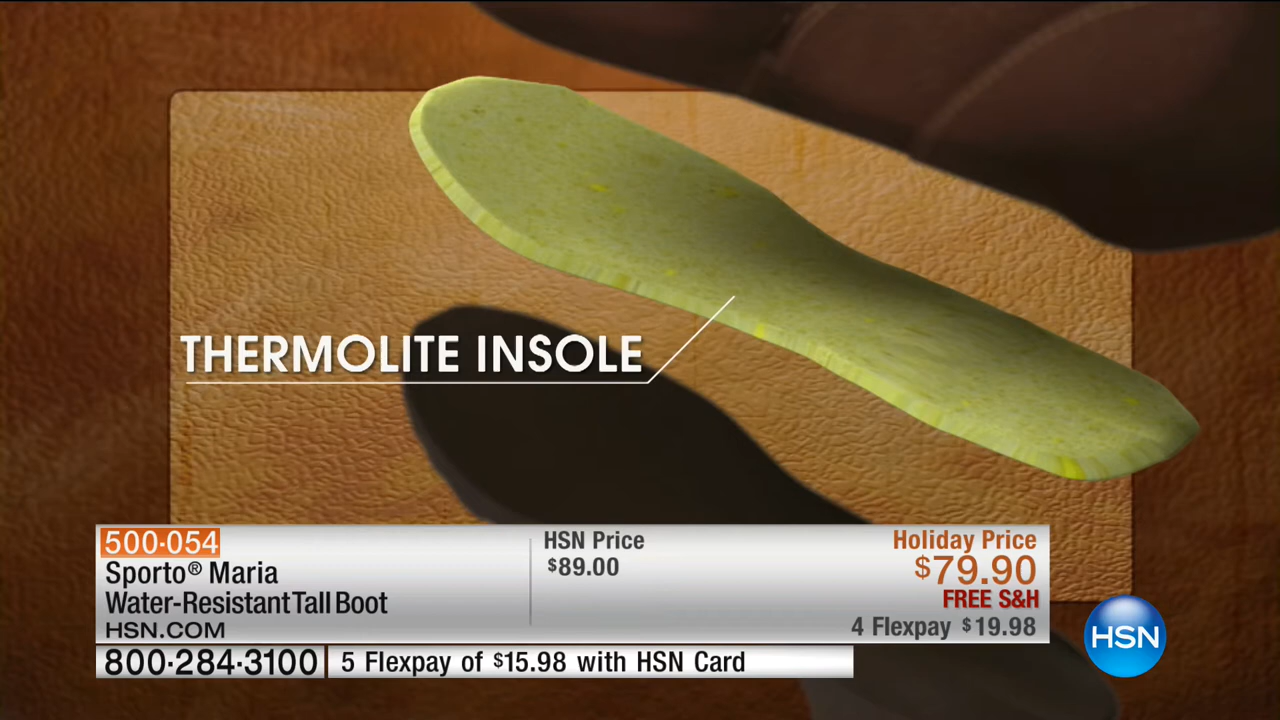 THERMOLITE INSOLE
500-054
Sporto® Maria
Water-Resistant Tall Boot
HSN.COM
HSN Price
$89.00
Holiday Price
$79.90
FREE S&H
4 Flexpay $19.98
HSN
800·284·3100
5 Flexpay of $15.98 with HSN Card